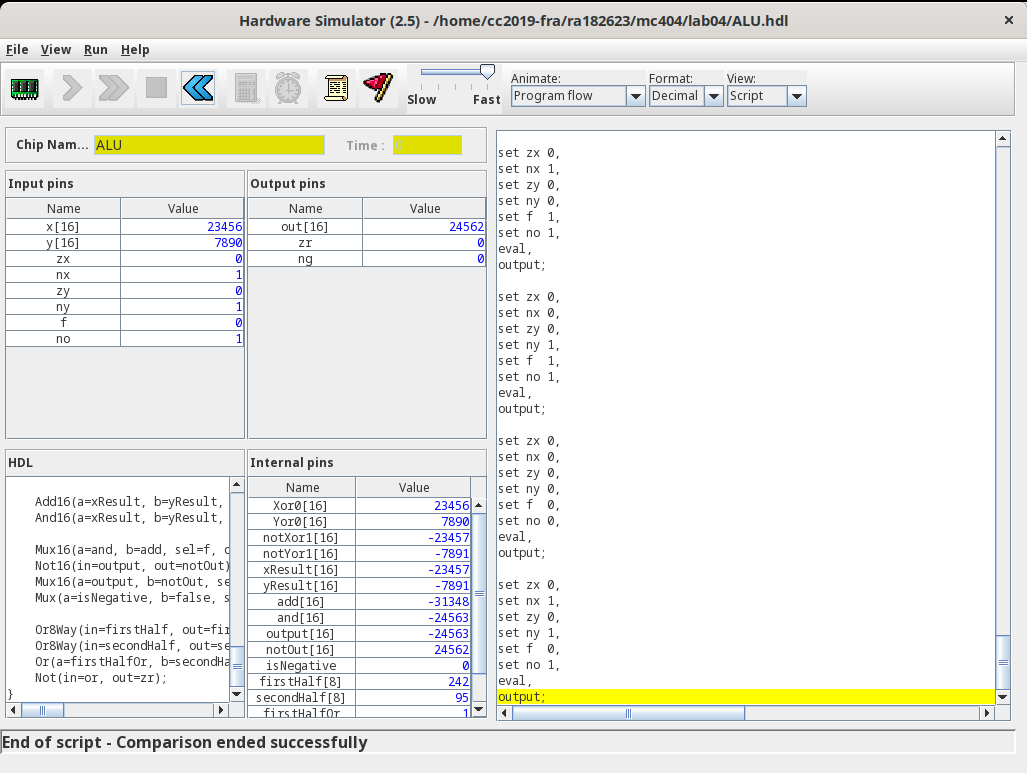 Hardware Simulator (2.5) - /home/cc2019-fra/ra182623/mc404/lab04/ALU.hdl
File View Run Help
Slow Fast
Animate: Format: View:
Program flow Decimal Script
Chip Nam... ALU Time : 0
Input pins
Name Value
x[16] 23456
y[16] 7890
zx 0
nx 1
zy 0
ny 1
f 0
no 1
Output pins
Name Value
out[16] 24562
zr 0
ng 0
HDL
Add16(a=xResult, b=yResult,
And16(a=xResult, b=yResult,
Mux16(a=and, b=add, sel=f, o
Not16(in=output, out=notOut)
Mux16(a=output, b=notOut, se
Mux(a=isNegative, b=false, s
Or8Way(in=firstHalf, out=fir
Or8Way(in=secondHalf, out=se
Or(a=firstHalfOr, b=secondHa
Not(in=or, out=zr);
}
Internal pins
Name Value
Xor0[16] 23456
Yor0[16] 7890
notXor1[16] -23457
notYor1[16] -7891
xResult[16] -23457
yResult[16] -7891
add[16] -31348
and[16] -24563
output[16] -24563
notOut[16] 24562
isNegative 0
firstHalf[8] 242
secondHalf[8] 95
firstHalfOr 1
set zx 0,
set nx 1,
set zy 0,
set ny 0,
set f 1,
set no 1,
eval,
output;
set zx 0,
set nx 0,
set zy 0,
set ny 1,
set f 1,
set no 1,
eval,
output;
set zx 0,
set nx 0,
set zy 0,
set ny 0,
set f 0,
set no 0,
eval,
output;
set zx 0,
set nx 1,
set zy 0,
set ny 1,
set f 0,
set no 1,
eval,
output;
End of script - Comparison ended successfully